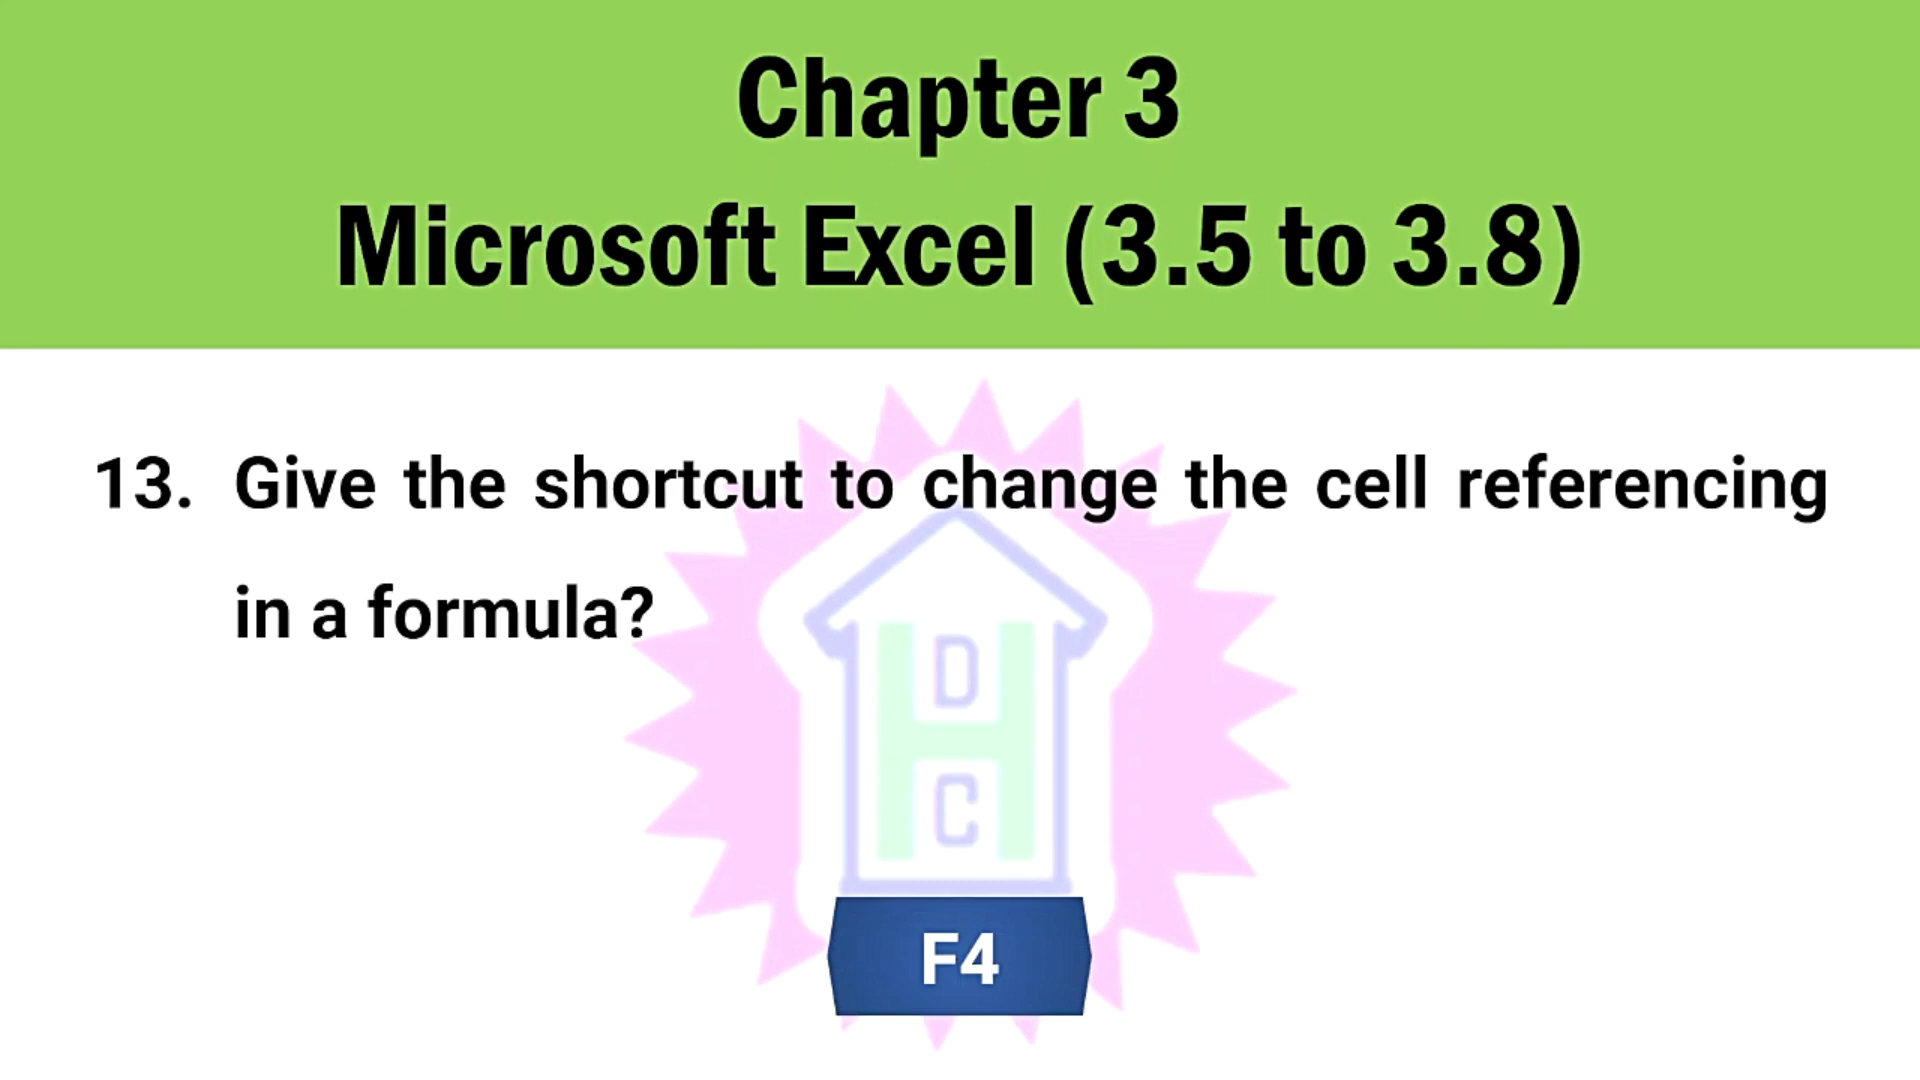 Chapter 3
Microsoft Excel (3.5 to 3.8)
13. Give the shortcut to change the cell referencing
in a formula?
D
H
C
F4